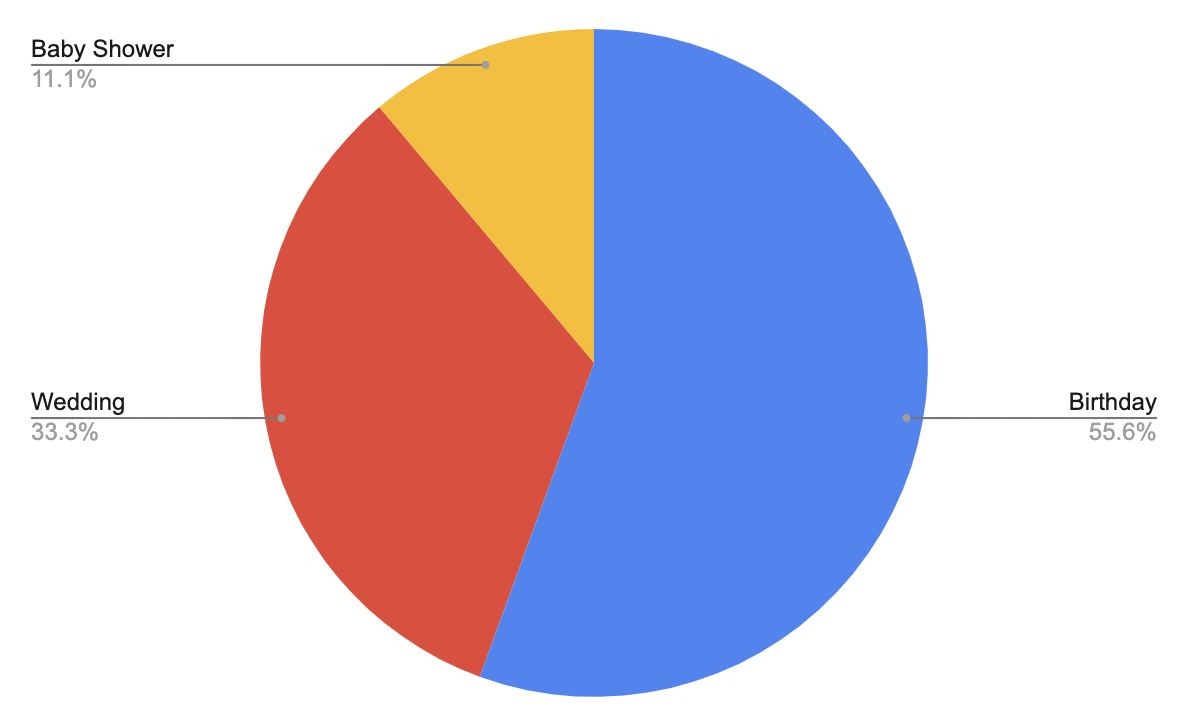 Baby Shower
11.1%
Wedding
33.3%
Birthday
55.6%